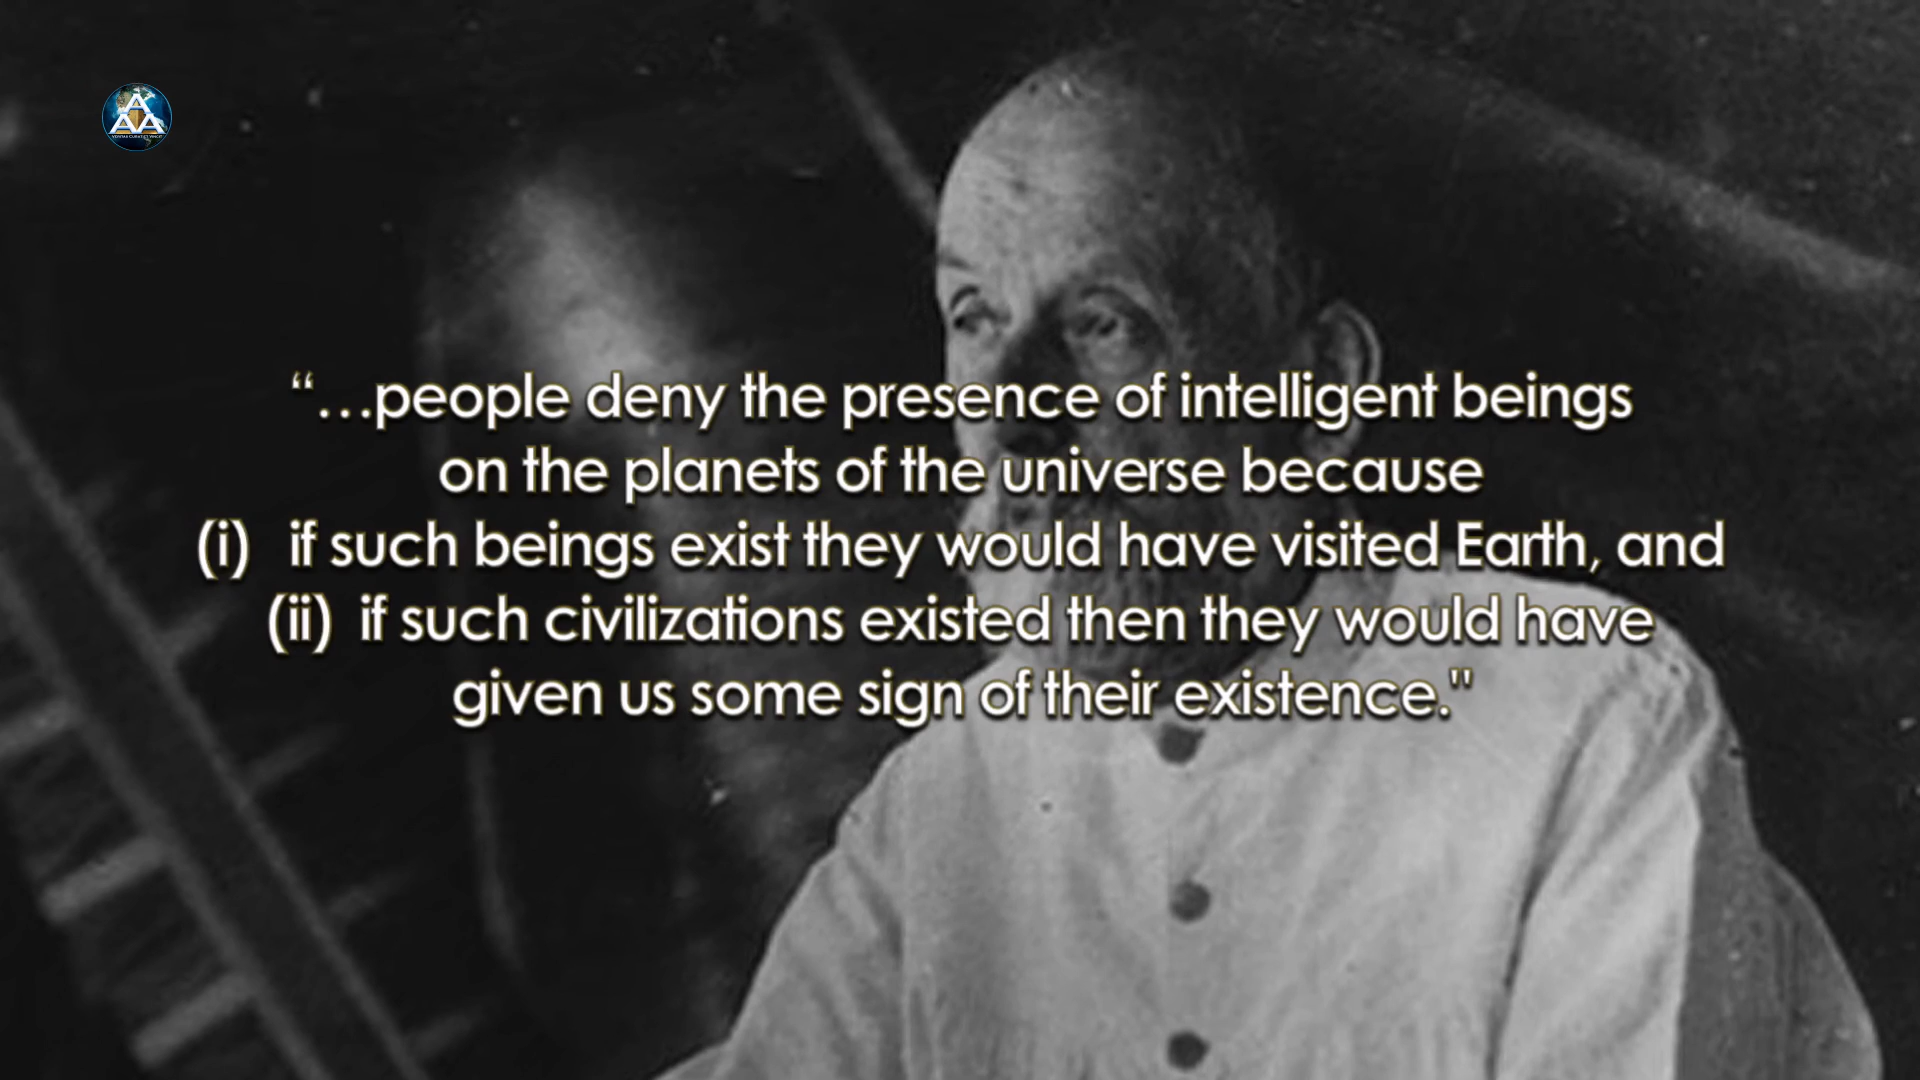 A
AAA
“...people deny the presence of intelligent beings
on the planets of the universe because
(i) if such beings exist they would have visited Earth, and
(ii) if such civilizations existed then they would have
given us some sign of their existence."